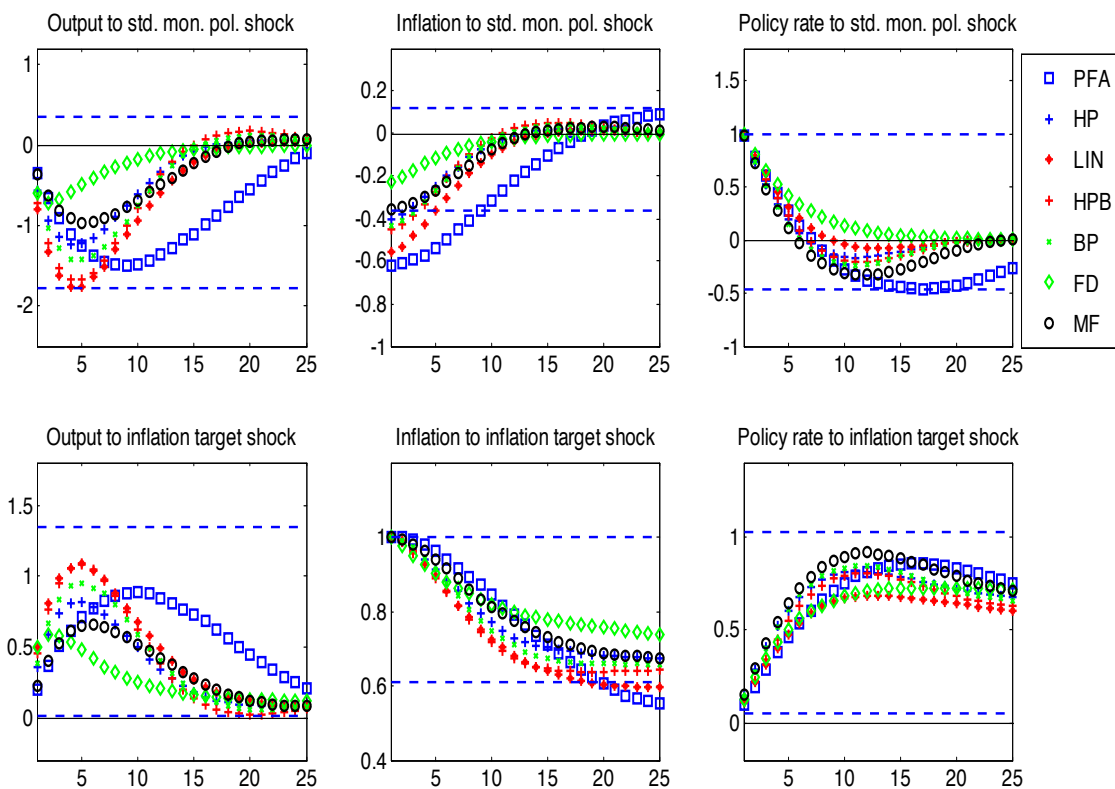 Output to std. mon. pol. shock
1
0
-1
-2
5 10 15 20 25
Inflation to std. mon. pol. shock
0.2
0
-0.2
-0.4
-0.6
-0.8
-1
5 10 15 20 25
Policy rate to std. mon. pol. shock
1.5
1
0.5
0
-0.5
-1
5 10 15 20 25
PFA
HP
LIN
HPB
BP
FD
MF
Output to inflation target shock
1.5
1
0.5
0
5 10 15 20 25
Inflation to inflation target shock
1
0.8
0.6
0.4
5 10 15 20 25
Policy rate to inflation target shock
1
0.5
0
5 10 15 20 25